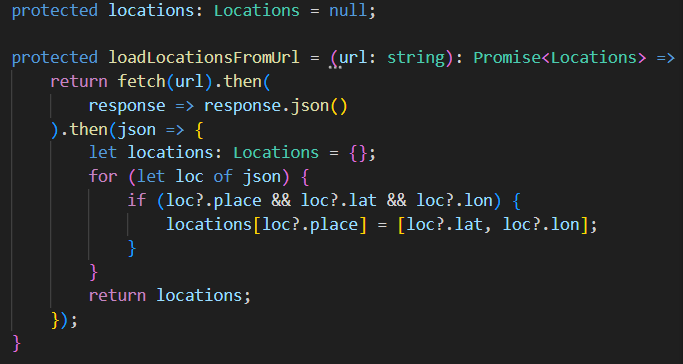 protected locations: Locations = null;
protected loadLocationsFromUrl = (url: string): Promise<Locations> =>
return fetch(url).then(
response => response.json()
).then(json => {
let locations: Locations = {};
for (let loc of json) {
if (loc?.place && loc?.lat && loc?.lon) {
locations[loc?.place] = [loc?.lat, loc?.lon];
}
}
return locations;
});
}